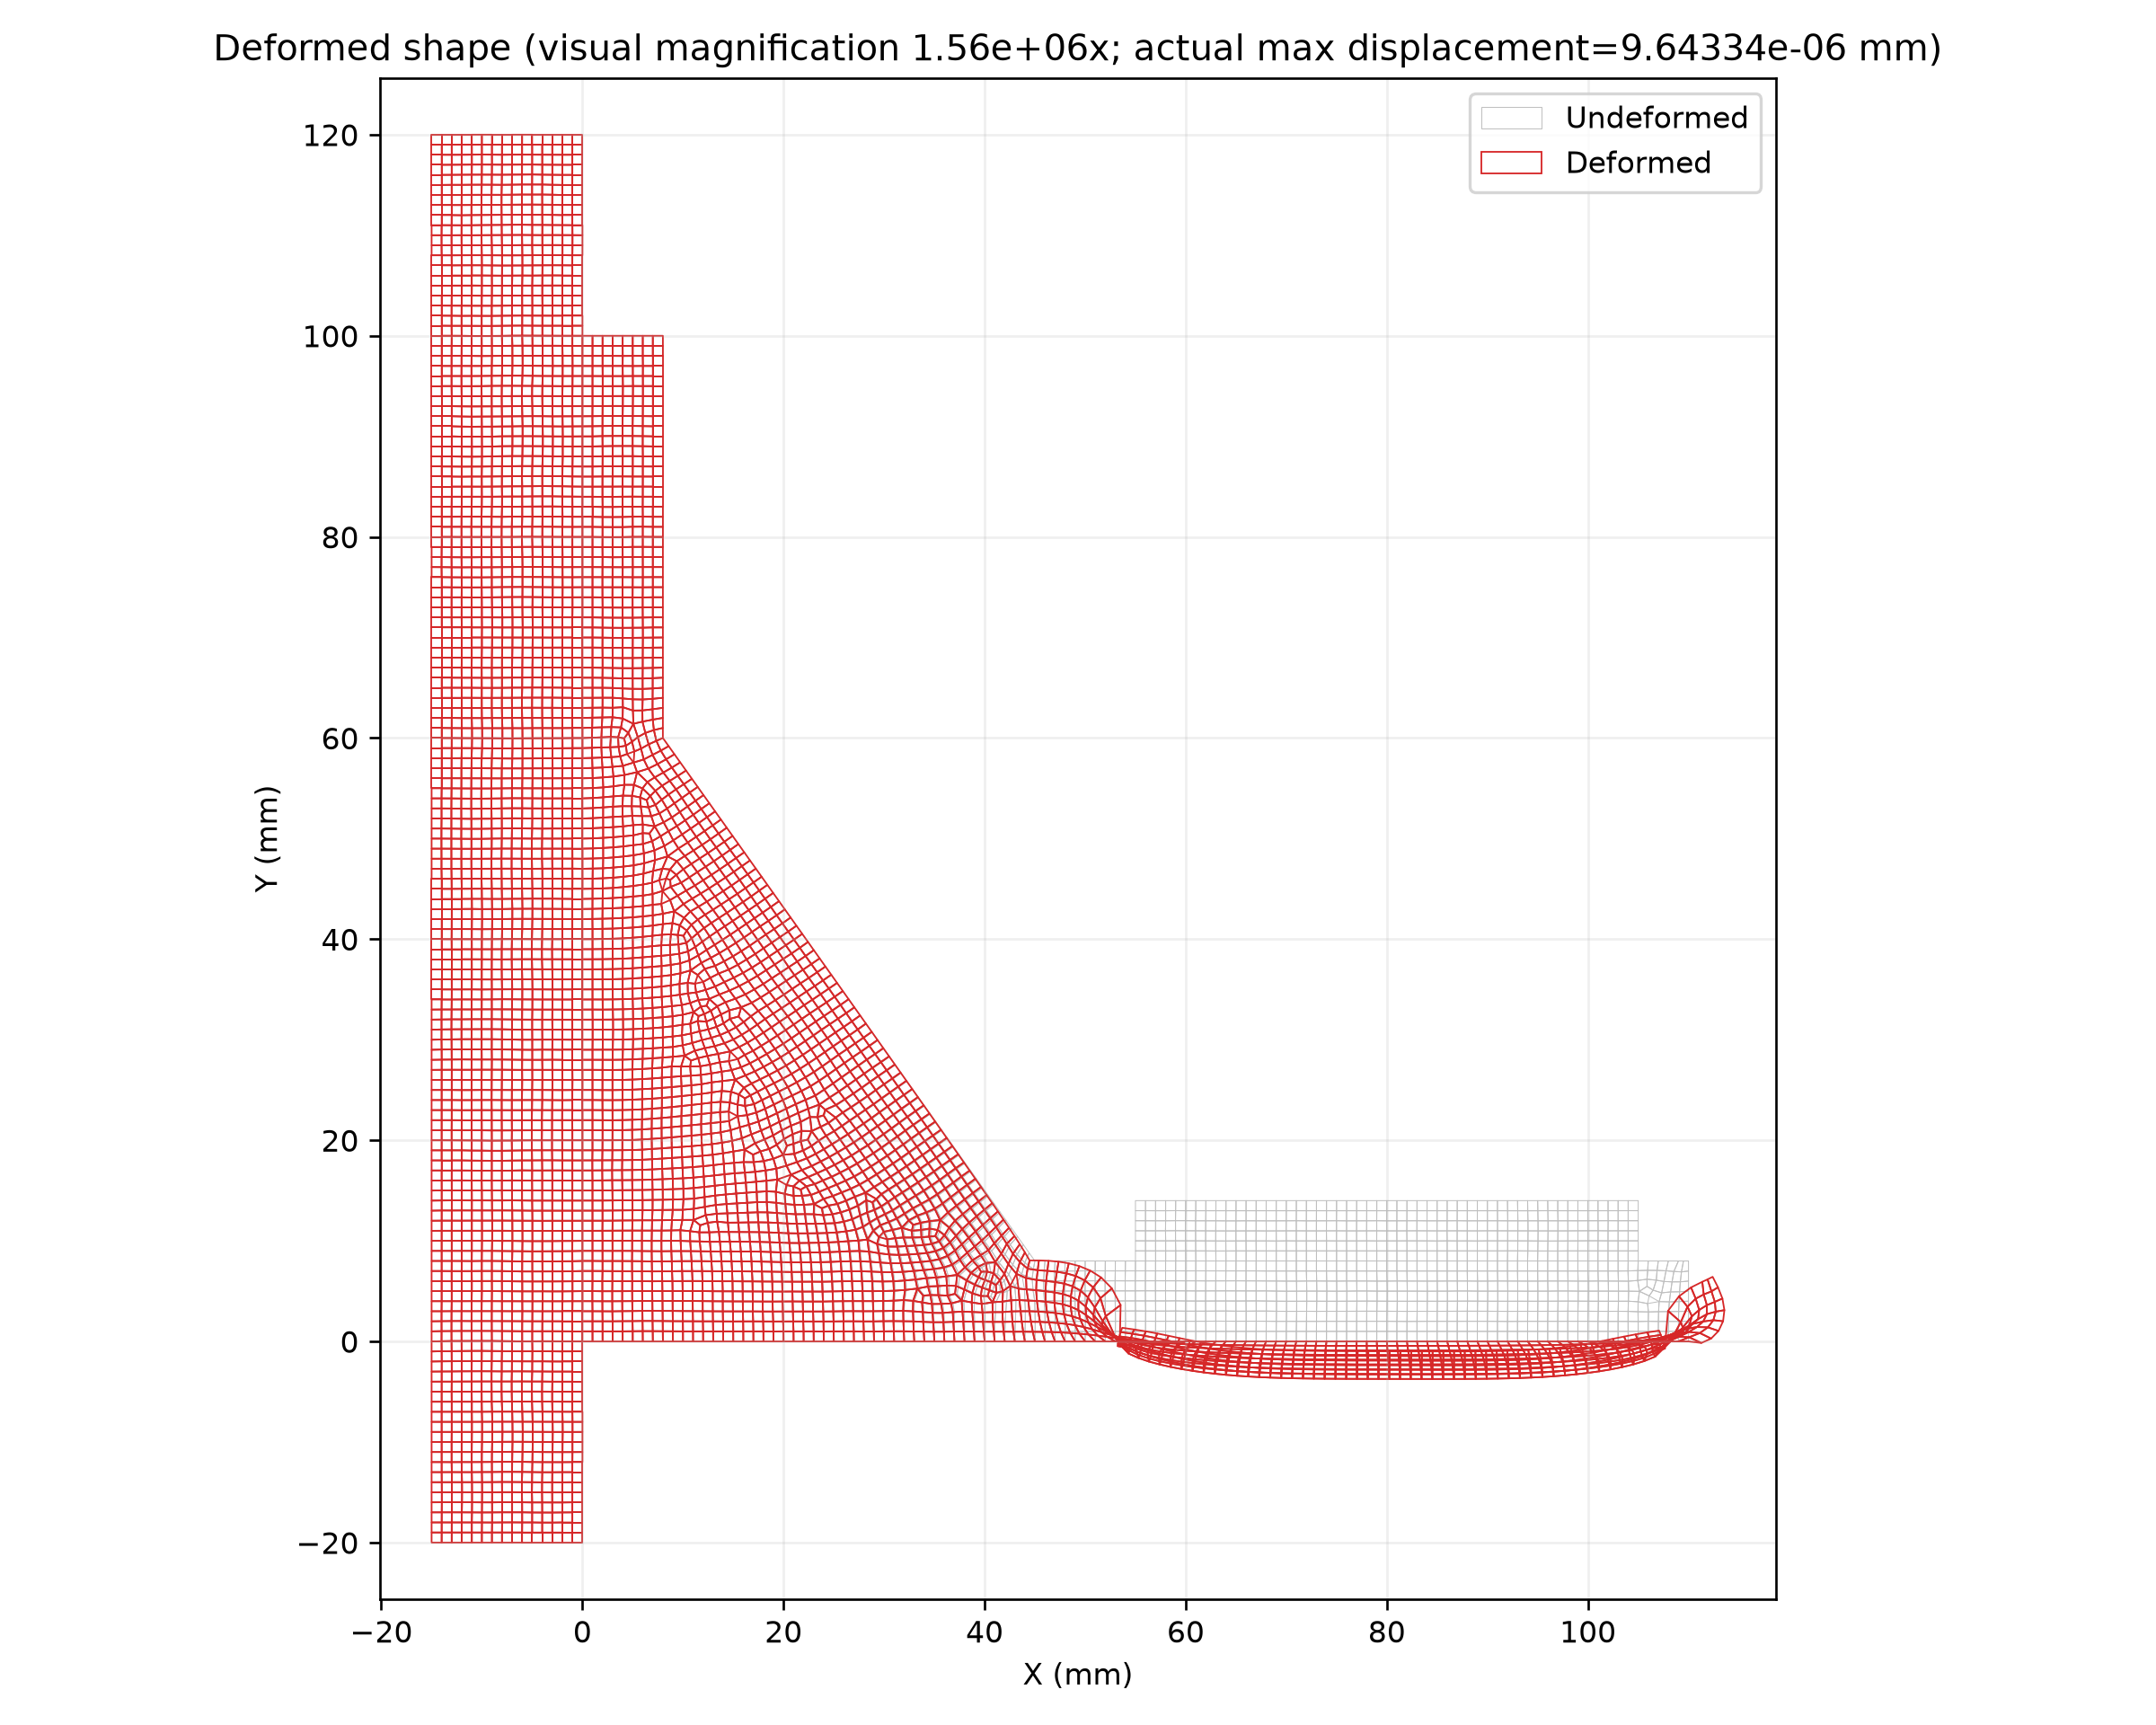 Deformed shape (visual magnification 1.56e+06x; actual max displacement=9.64334e-06 mm)
Undeformed
Deformed
120
100
80
60
40
20
0
−20
Y (mm)
−20 0 20 40 60 80 100
X (mm)